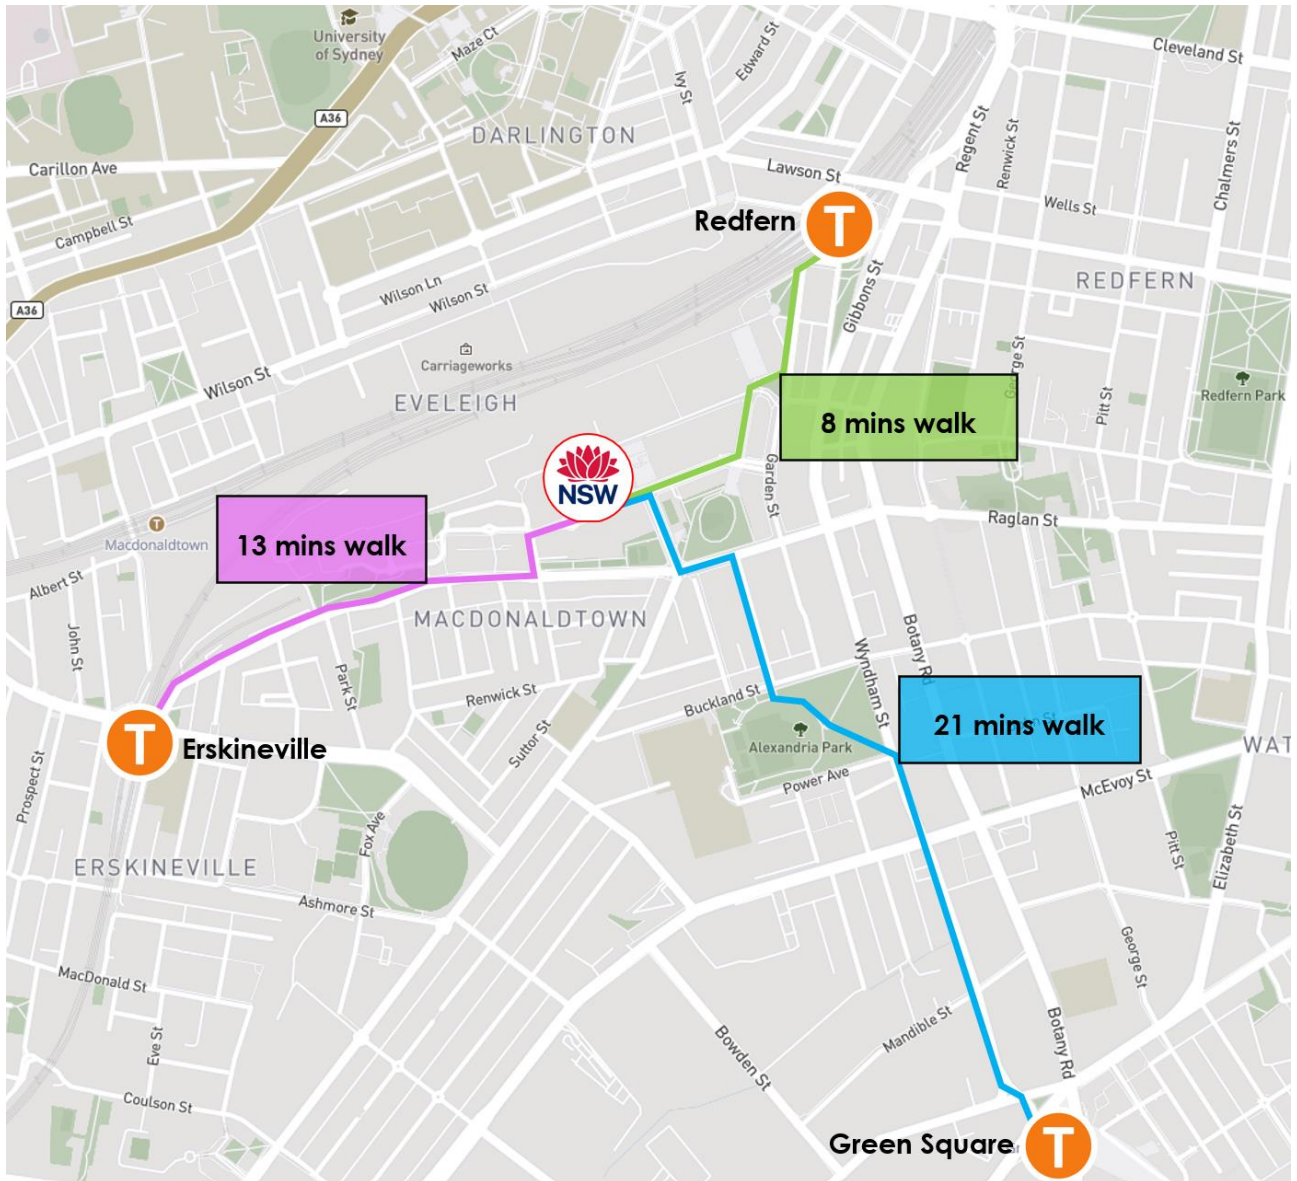 University
of Sydney
Maze Ct
Ivy St
Edward St
Cleveland St
A36
DARLINGTON
Regent St
Renwick St
Chalmers St
Carillon Ave
Lawson St
Wells St
Campbell St
Redfern
T
REDFERN
Wilson Ln
Wilson St
Gibbons St
A36
Carriageworks
George St
Wilson St
EVELEIGH
Pitt St
Redfern Park
8 mins walk
NSW
Garden St
Raglan St
T
Macdonaldtown
13 mins walk
Albert St
John St
MACDONALDTOWN
Botany Rd
Wyndham St
Park St
Renwick St
Buckland St
Suttor St
21 mins walk
T
Erskineville
Alexandria Park
WAT
Power Ave
McEvoy St
Prospect St
Fox Ave
Pitt St
Elizabeth St
ERSKINEVILLE
Ashmore St
George St
MacDonald St
Mandible St
Botany Rd
Eve St
Bowden St
Coulson St
Green Square
T